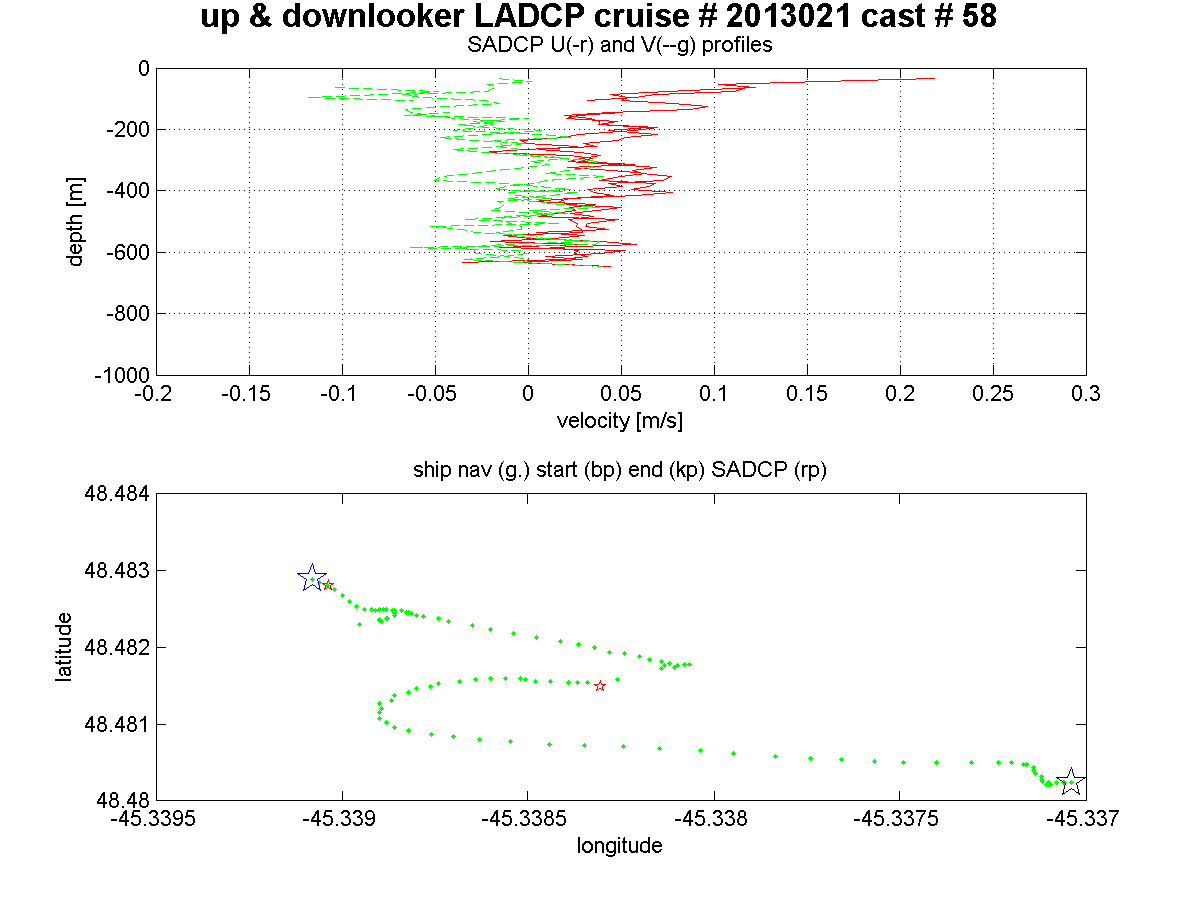 up & downlooker LADCP cruise # 2013021 cast # 58
SADCP U(-r) and V(--g) profiles
0
-200
-400
-600
-800
-1000
depth [m]
-0.2 -0.15 -0.1 -0.05 0 0.05 0.1 0.15 0.2 0.25 0.3
velocity [m/s]
ship nav (g.) start (bp) end (kp) SADCP (rp)
48.484
48.483
48.482
48.481
48.48
latitude
-45.3395 -45.339 -45.3385 -45.338 -45.3375 -45.337
longitude